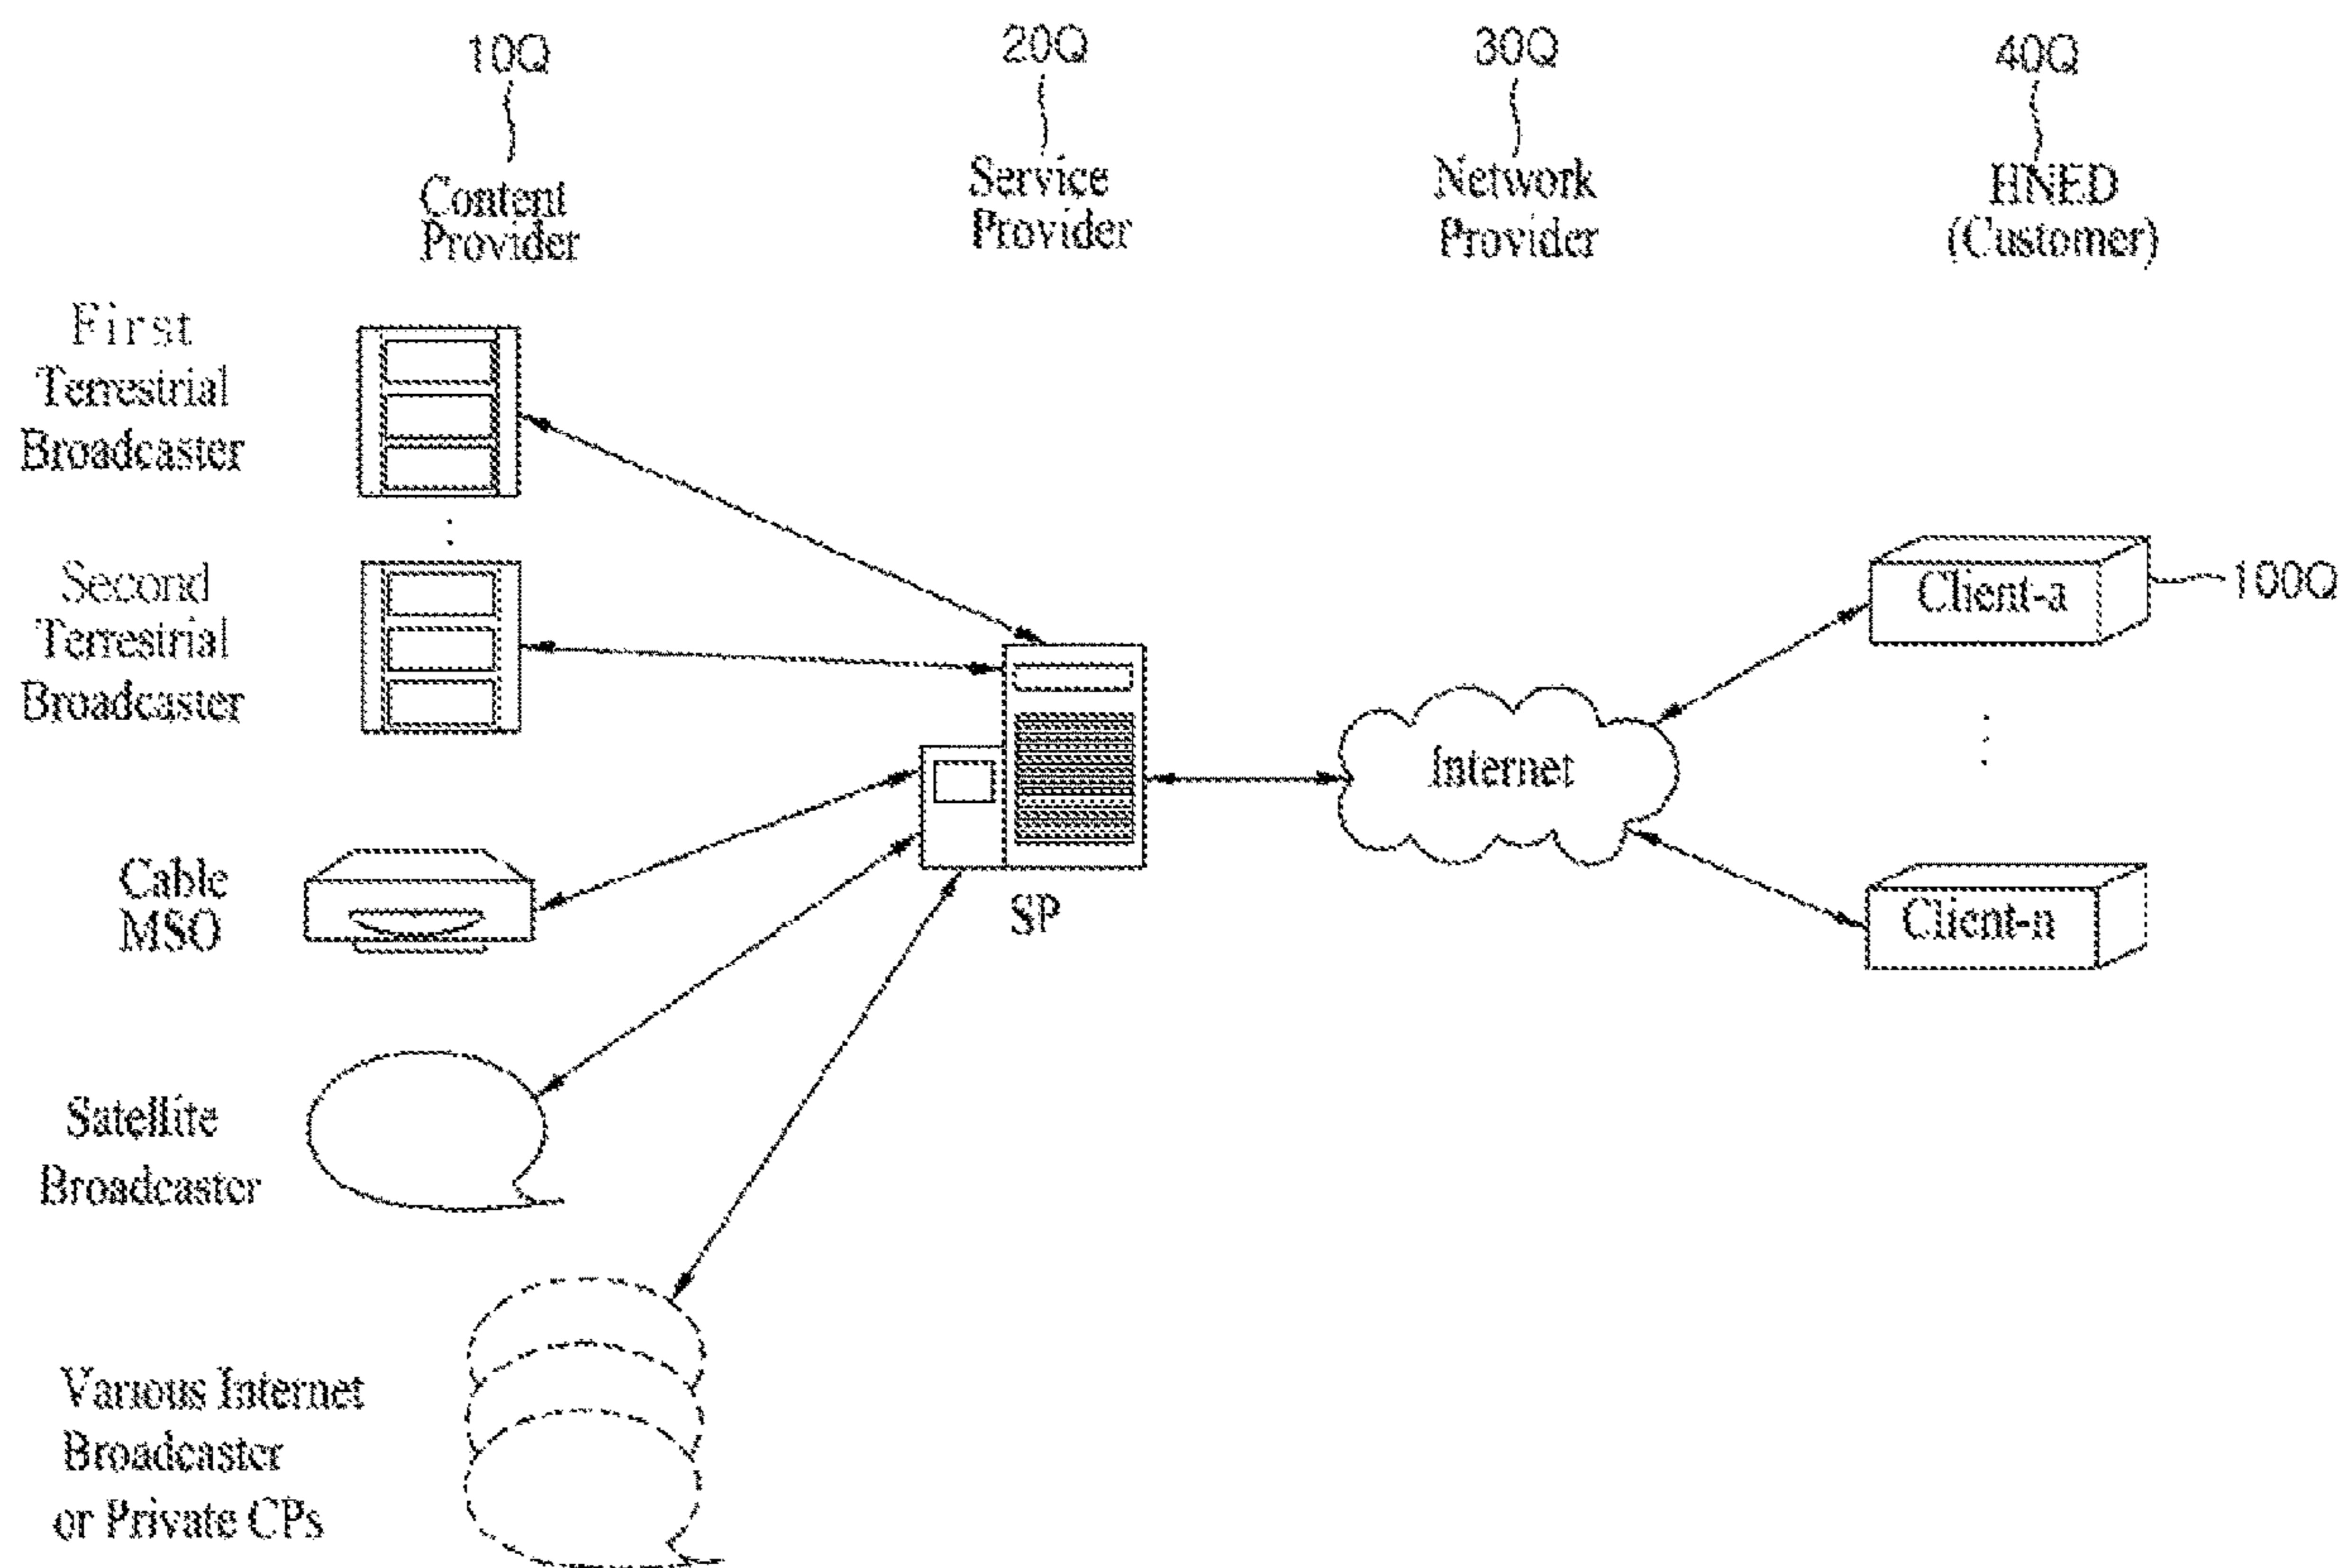 10Q
20Q
30Q
40Q
Content
Provider
Service
Provider
Network
Provider
HNED
(Customer)
First
Terrestrial
Broadcaster
Second
Terrestrial
Broadcaster
Client-a
100Q
Internet
Cable
MSO
SP
Client-n
Satellite
Broadcaster
Various Internet
Broadcaster
or Private CPs